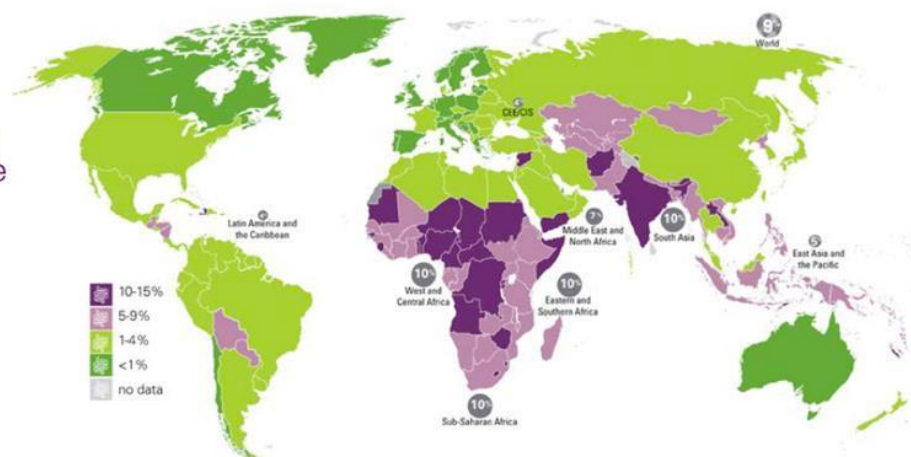 e
9%
World
CEE/CIS
Latin America and
the Caribbean
7%
Middle East and
North Africa
10%
South Asia
5%
East Asia and
the Pacific
10%
West and
Central Africa
10%
Eastern and
Southern Africa
10%
Sub-Saharan Africa
10-15%
5-9%
1-4%
<1%
no data